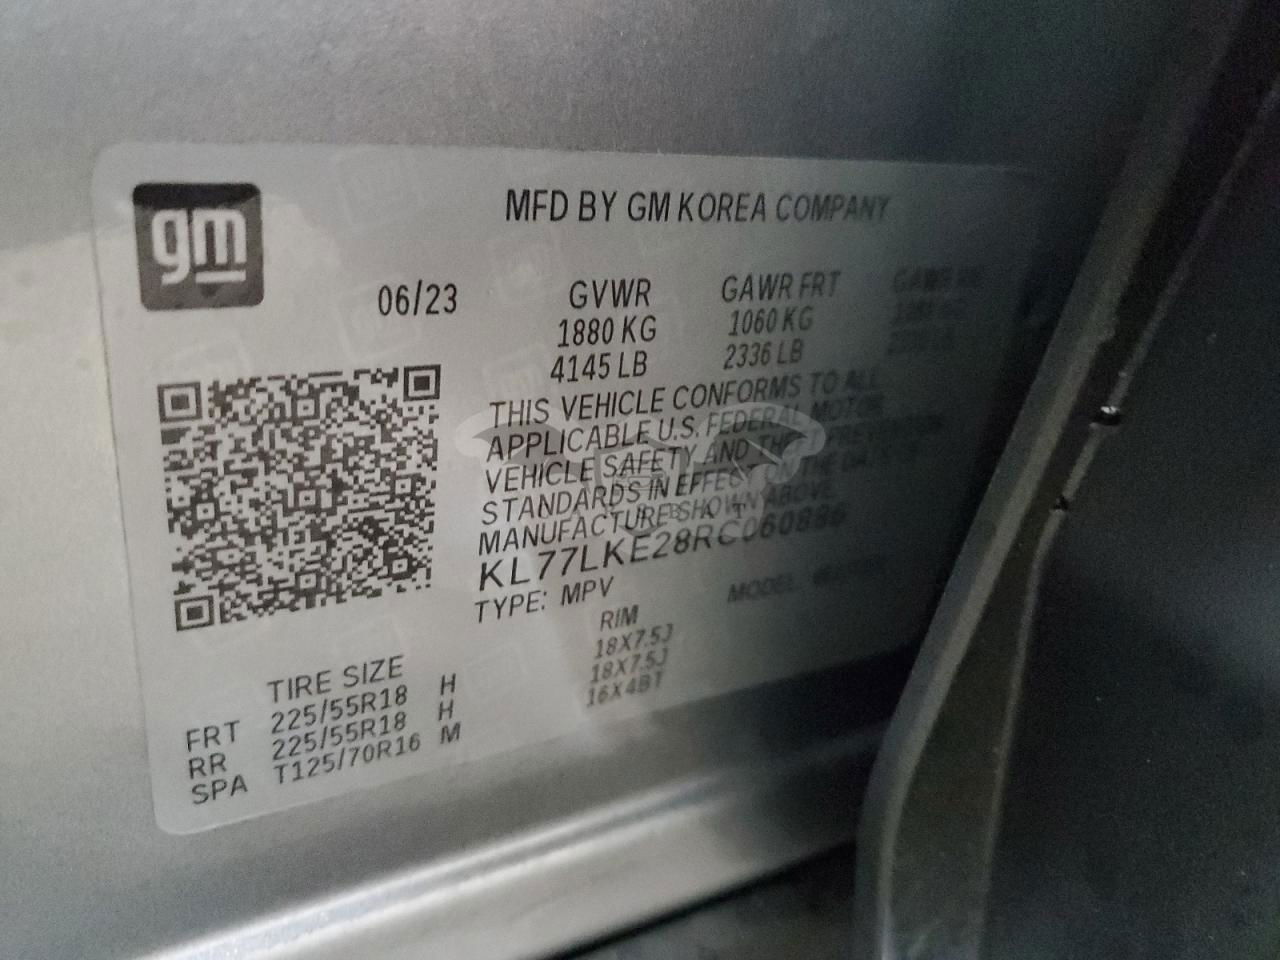 gm
MFD BY GM KOREA COMPANY
06/23 GVWR GAWR FRT GAWR
1880 KG 1060 KG
4145 LB 2336 LB
THIS VEHICLE CONFORMS TO ALL
APPLICABLE U.S. FEDERAL MOTOR
VEHICLE SAFETY AND THEFT PREVENTION
STANDARDS IN EFFECT ON THE DATE OF
MANUFACTURE SHOWN ABOVE.
KL77LKE28RC060886
TYPE: MPV MODEL
TIRE SIZE RIM
FRT 225/55R18 H 18X7.5J
RR 225/55R18 H 18X7.5J
SPA T125/70R16 M 16X4BT